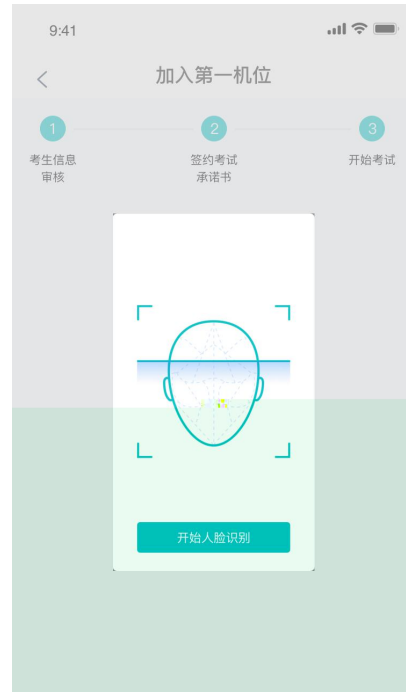 9:41
加入第一机位
1
2
3
考生信息
审核
签约考试
承诺书
开始考试
开始人脸识别